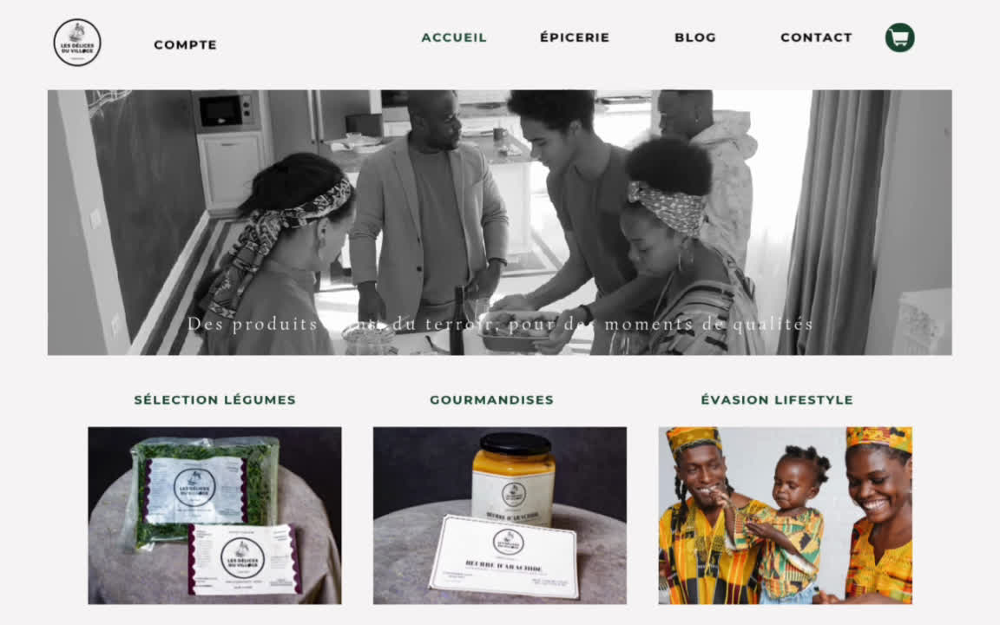 LES DÉLICES
DU VILLAGE
COMPTE
ACCUEIL
ÉPICERIE
BLOG
CONTACT
Des produits du terroir, pour des moments de qualités
SÉLECTION LÉGUMES
GOURMANDISES
ÉVASION LIFESTYLE
LES DÉLICES
DU VILLAGE
LES DÉLICES
DU VILLAGE
BEURRE D'ARACHIDE
BEURRE D'ARACHIDE